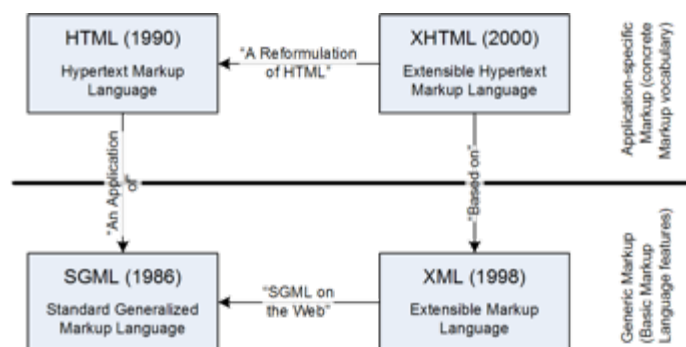 HTML (1990)
Hypertext Markup
Language
"A Reformulation
of HTML"
XHTML (2000)
Extensible Hypertext
Markup Language
Application-specific
Markup (concrete
Markup vocabulary)
"An Application
of"
"Based on"
SGML (1986)
Standard Generalized
Markup Language
"SGML on
the Web"
XML (1998)
Extensible Markup
Language
Generic Markup
(Basic Markup
Language features)